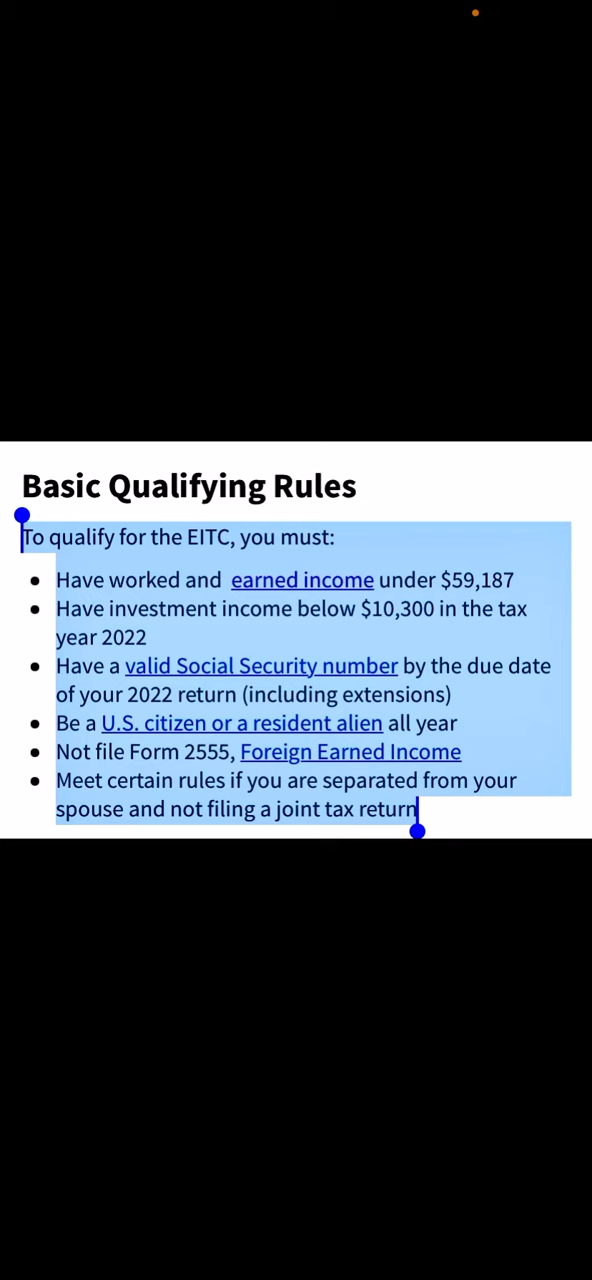 Basic Qualifying Rules
To qualify for the EITC, you must:
• Have worked and earned income under $59,187
• Have investment income below $10,300 in the tax
year 2022
• Have a valid Social Security number by the due date
of your 2022 return (including extensions)
• Be a U.S. citizen or a resident alien all year
• Not file Form 2555, Foreign Earned Income
• Meet certain rules if you are separated from your
spouse and not filing a joint tax return